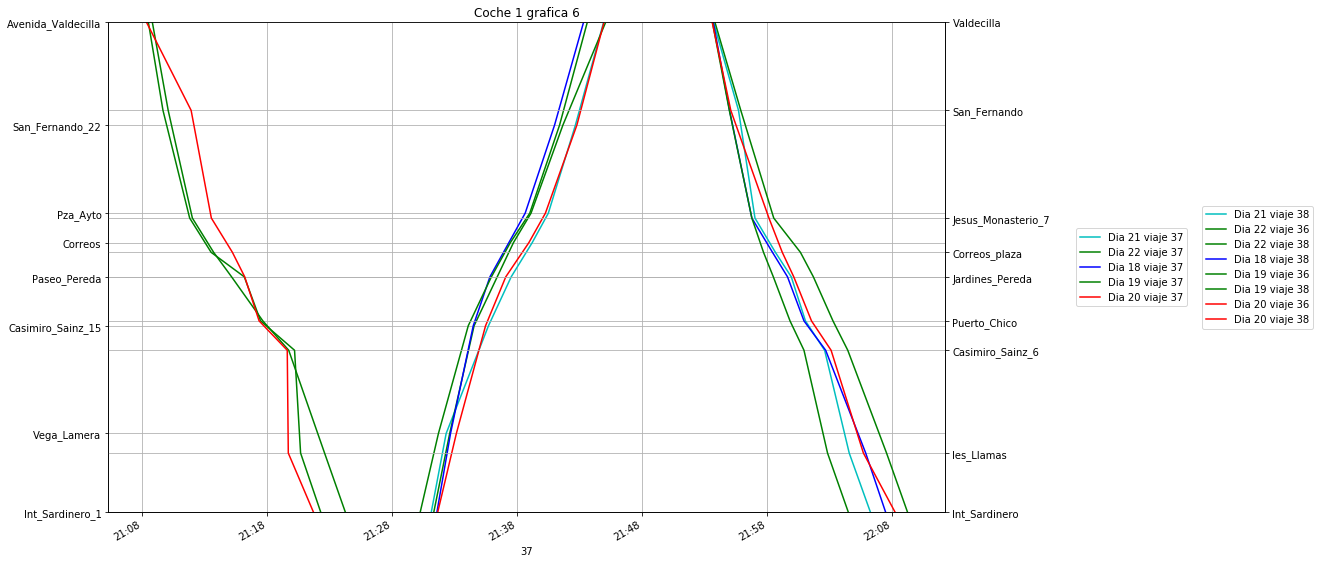 Coche 1 grafica 6
Avenida_Valdecilla
San_Fernando_22
Pza_Ayto
Correos
Paseo_Pereda
Casimiro_Sainz_15
Vega_Lamera
Int_Sardinero_1
Valdecilla
San_Fernando
Jesus_Monasterio_7
Correos_plaza
Jardines_Pereda
Puerto_Chico
Casimiro_Sainz_6
Ies_Llamas
Int_Sardinero
21:08
21:18
21:28
21:38
21:48
21:58
22:08
37
Dia 21 viaje 37
Dia 22 viaje 37
Dia 18 viaje 37
Dia 19 viaje 37
Dia 20 viaje 37
Dia 21 viaje 38
Dia 22 viaje 36
Dia 22 viaje 38
Dia 18 viaje 38
Dia 19 viaje 36
Dia 19 viaje 38
Dia 20 viaje 36
Dia 20 viaje 38